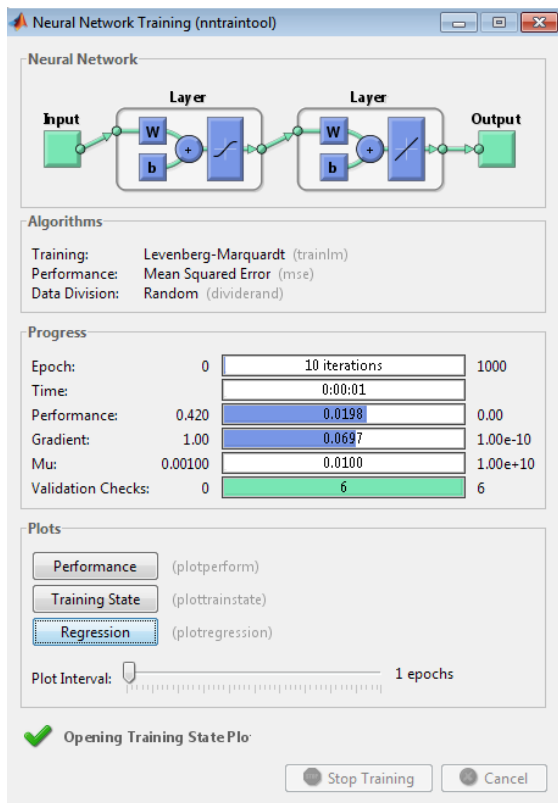 Neural Network Training (nntraintool)
Neural Network
Layer Layer
Input Output
W W
+ +
b b
Algorithms
Training: Levenberg-Marquardt (trainlm)
Performance: Mean Squared Error (mse)
Data Division: Random (dividerand)
Progress
Epoch: 0 10 iterations 1000
Time: 0:00:01
Performance: 0.420 0.0198 0.00
Gradient: 1.00 0.0697 1.00e-10
Mu: 0.00100 0.0100 1.00e+10
Validation Checks: 0 6 6
Plots
Performance (plotperform)
Training State (plottrainstate)
Regression (plotregression)
Plot Interval: 1 epochs
Opening Training State Plo
Stop Training Cancel